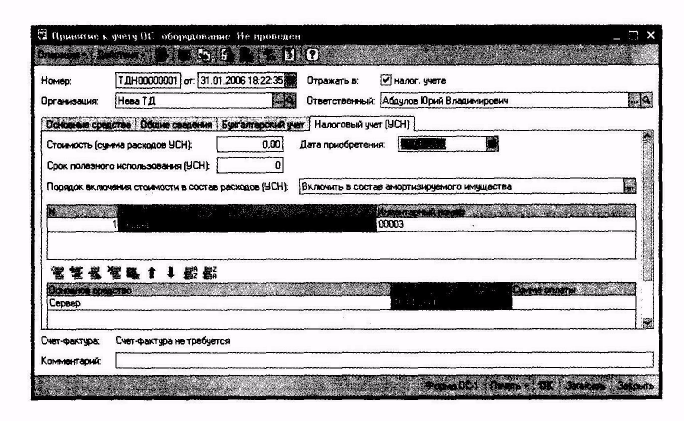 Принятие к учету ОС: оборудование. Не проведен
Номер: ТДН00000001 от: 31.01.2006 18:22:35 Отражать в: налог. учете
Организация: Нева ТД Ответственный: Абдулов Юрий Владимирович
Основные средства Общие сведения Бухгалтерский учет Налоговый учет (УСН)
Стоимость (сумма расходов УСН): 0,00 Дата приобретения:
Срок полезного использования (УСН): 0
Порядок включения стоимости в состав расходов (УСН): Включить в состав амортизируемого имущества
N Инвентарный номер
1 00003
Основное средство Сумма оплаты
Сервер
Счет-фактура: Счет-фактура не требуется
Комментарий:
Форма ОС-1 Печать OK Записать Закрыть